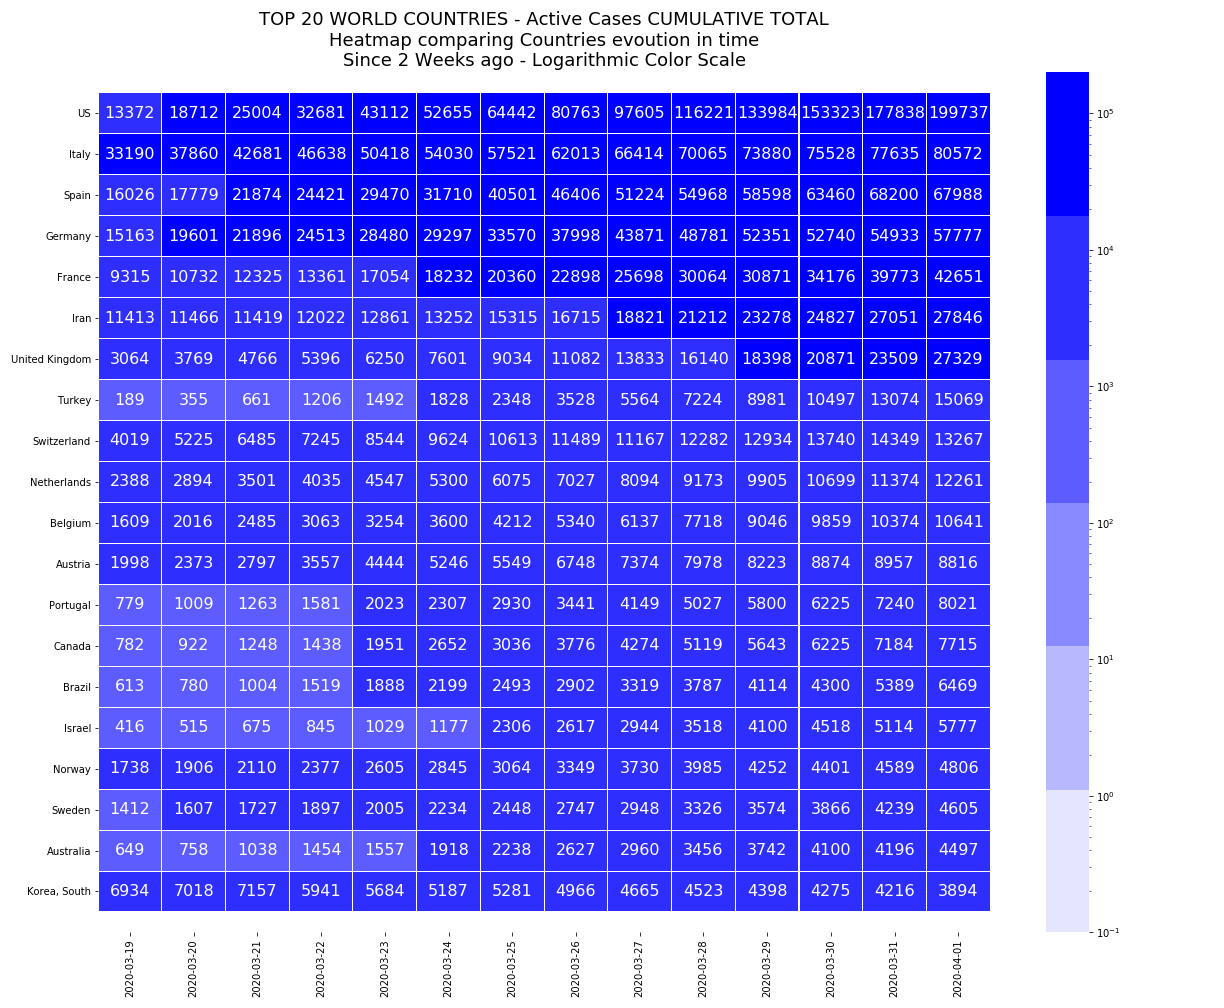 TOP 20 WORLD COUNTRIES - Active Cases CUMULATIVE TOTAL
Heatmap comparing Countries evoution in time
Since 2 Weeks ago - Logarithmic Color Scale
US 13372 18712 25004 32681 43112 52655 64442 80763 97605 116221 133984 153323 177838 199737
Italy 33190 37860 42681 46638 50418 54030 57521 62013 66414 70065 73880 75528 77635 80572
Spain 16026 17779 21874 24421 29470 31710 40501 46406 51224 54968 58598 63460 68200 67988
Germany 15163 19601 21896 24513 28480 29297 33570 37998 43871 48781 52351 52740 54933 57777
France 9315 10732 12325 13361 17054 18232 20360 22898 25698 30064 30871 34176 39773 42651
Iran 11413 11466 11419 12022 12861 13252 15315 16715 18821 21212 23278 24827 27051 27846
United Kingdom 3064 3769 4766 5396 6250 7601 9034 11082 13833 16140 18398 20871 23509 27329
Turkey 189 355 661 1206 1492 1828 2348 3528 5564 7224 8981 10497 13074 15069
Switzerland 4019 5225 6485 7245 8544 9624 10613 11489 11167 12282 12934 13740 14349 13267
Netherlands 2388 2894 3501 4035 4547 5300 6075 7027 8094 9173 9905 10699 11374 12261
Belgium 1609 2016 2485 3063 3254 3600 4212 5340 6137 7718 9046 9859 10374 10641
Austria 1998 2373 2797 3557 4444 5246 5549 6748 7374 7978 8223 8874 8957 8816
Portugal 779 1009 1263 1581 2023 2307 2930 3441 4149 5027 5800 6225 7240 8021
Canada 782 922 1248 1438 1951 2652 3036 3776 4274 5119 5643 6225 7184 7715
Brazil 613 780 1004 1519 1888 2199 2493 2902 3319 3787 4114 4300 5389 6469
Israel 416 515 675 845 1029 1177 2306 2617 2944 3518 4100 4518 5114 5777
Norway 1738 1906 2110 2377 2605 2845 3064 3349 3730 3985 4252 4401 4589 4806
Sweden 1412 1607 1727 1897 2005 2234 2448 2747 2948 3326 3574 3866 4239 4605
Australia 649 758 1038 1454 1557 1918 2238 2627 2960 3456 3742 4100 4196 4497
Korea, South 6934 7018 7157 5941 5684 5187 5281 4966 4665 4523 4398 4275 4216 3894
2020-03-19 2020-03-20 2020-03-21 2020-03-22 2020-03-23 2020-03-24 2020-03-25 2020-03-26 2020-03-27 2020-03-28 2020-03-29 2020-03-30 2020-03-31 2020-04-01
10⁵
10⁴
10³
10²
10¹
10⁰
10⁻¹